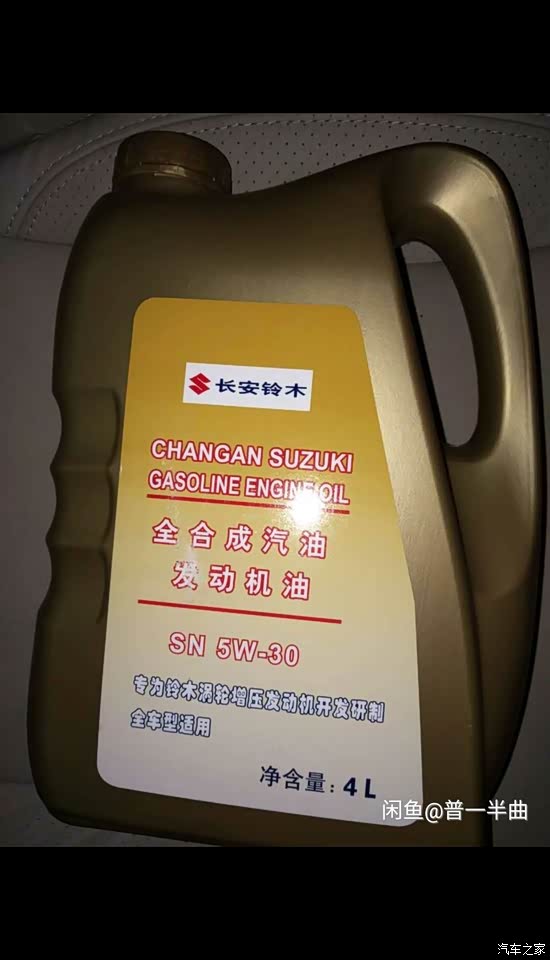 长安铃木
CHANGAN SUZUKI
GASOLINE ENGINE OIL
全合成汽油
发动机油
SN 5W-30
专为铃木涡轮增压发动机开发研制
全车型适用
净含量：4L
闲鱼@普一半曲
汽车之家